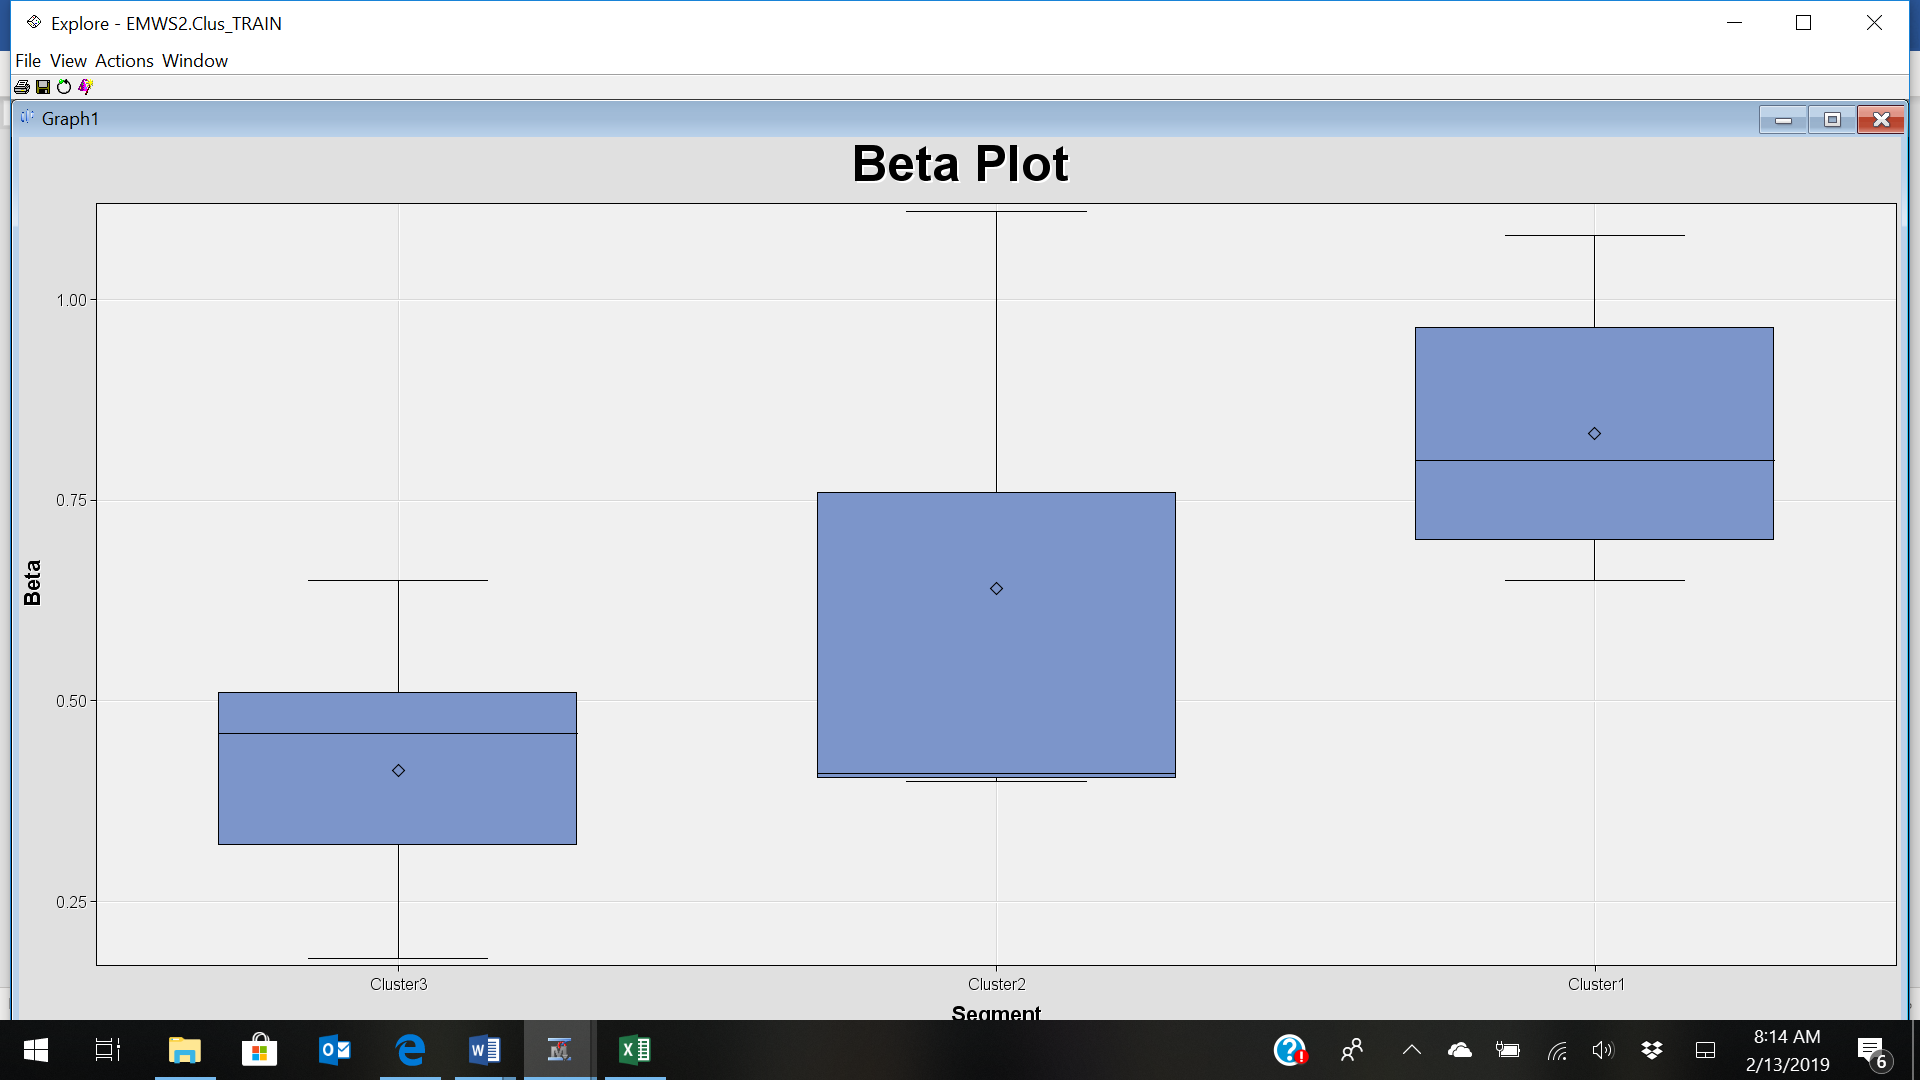 Explore - EMWS2.Clus_TRAIN
File View Actions Window
Graph1
Beta Plot
1.00
0.75
0.50
0.25
Beta
Cluster3 Cluster2 Cluster1
Segment
8:14 AM
2/13/2019
6